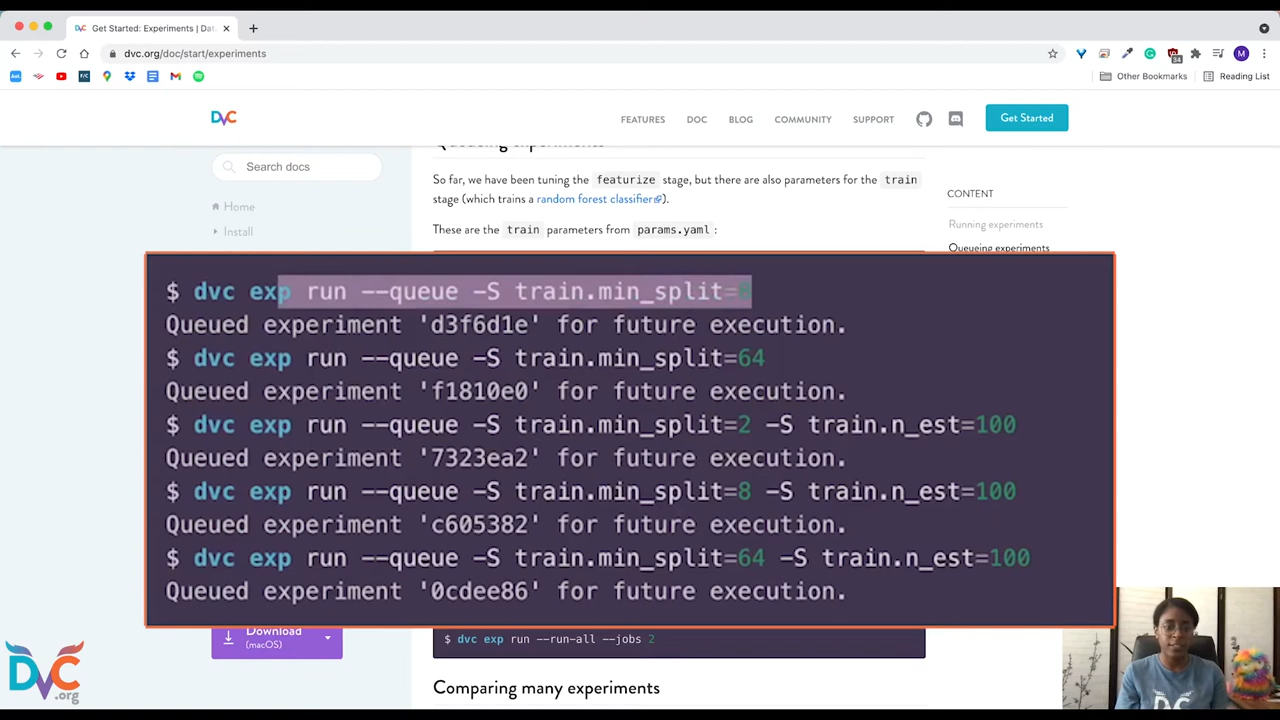 Get Started: Experiments | Dat
dvc.org/doc/start/experiments
M
Other Bookmarks
Reading List
DVC
FEATURES
DOC
BLOG
COMMUNITY
SUPPORT
Get Started
Search docs
Home
Install
Queueing experiments
So far, we have been tuning the featurize stage, but there are also parameters for the train
stage (which trains a random forest classifier).
These are the train parameters from params.yaml :
CONTENT
Running experiments
Queueing experiments
$ dvc exp run --queue -S train.min_split=8
Queued experiment 'd3f6d1e' for future execution.
$ dvc exp run --queue -S train.min_split=64
Queued experiment 'f1810e0' for future execution.
$ dvc exp run --queue -S train.min_split=2 -S train.n_est=100
Queued experiment '7323ea2' for future execution.
$ dvc exp run --queue -S train.min_split=8 -S train.n_est=100
Queued experiment 'c605382' for future execution.
$ dvc exp run --queue -S train.min_split=64 -S train.n_est=100
Queued experiment '0cdee86' for future execution.
Download
(macOS)
$ dvc exp run --run-all --jobs 2
Comparing many experiments
DVC
.org
DVC